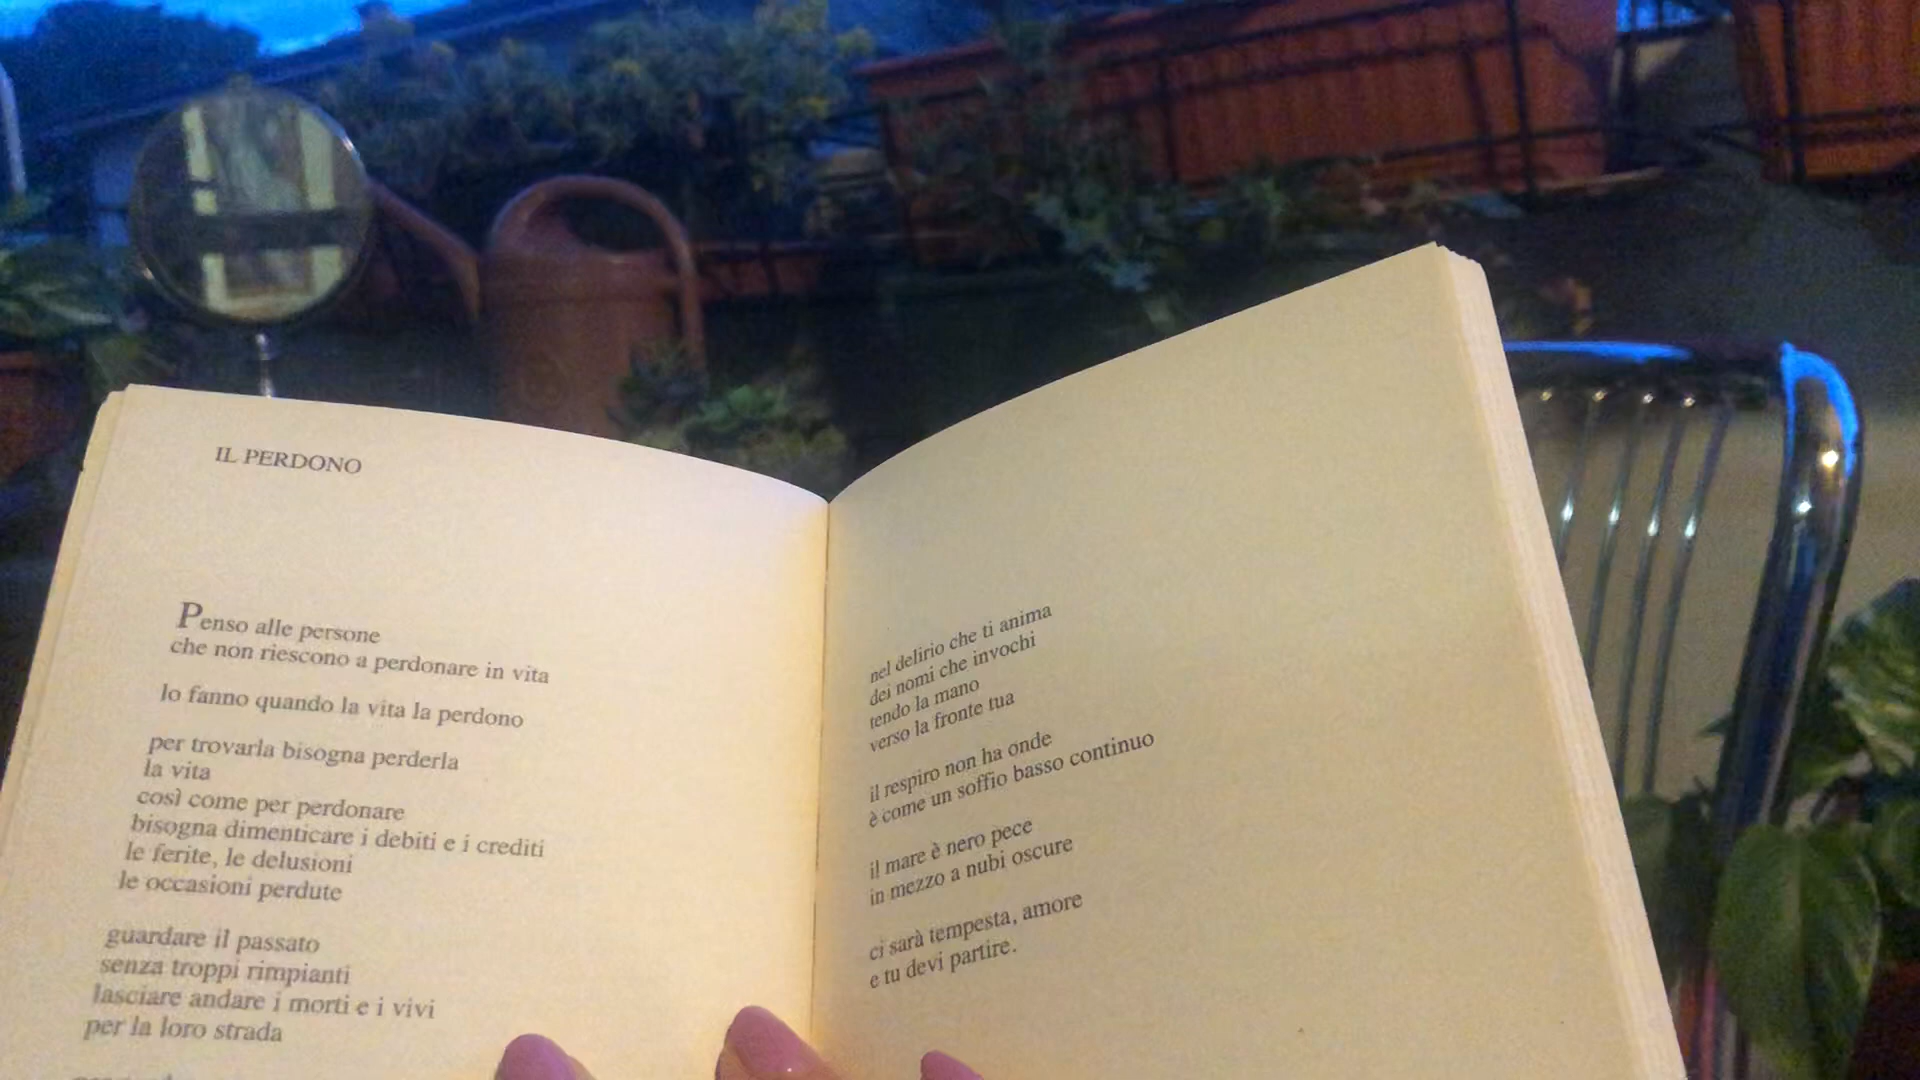 IL PERDONO
Penso alle persone
che non riescono a perdonare in vita
lo fanno quando la vita la perdono
per trovarla bisogna perderla
la vita
così come per perdonare
bisogna dimenticare i debiti e i crediti
le ferite, le delusioni
le occasioni perdute
guardare il passato
senza troppi rimpianti
lasciare andare i morti e i vivi
per la loro strada
nel delirio che ti anima
dei nomi che invochi
tendo la mano
verso la fronte tua
il respiro non ha onde
è come un soffio basso continuo
il mare è nero pece
in mezzo a nubi oscure
ci sarà tempesta, amore
e tu devi partire.